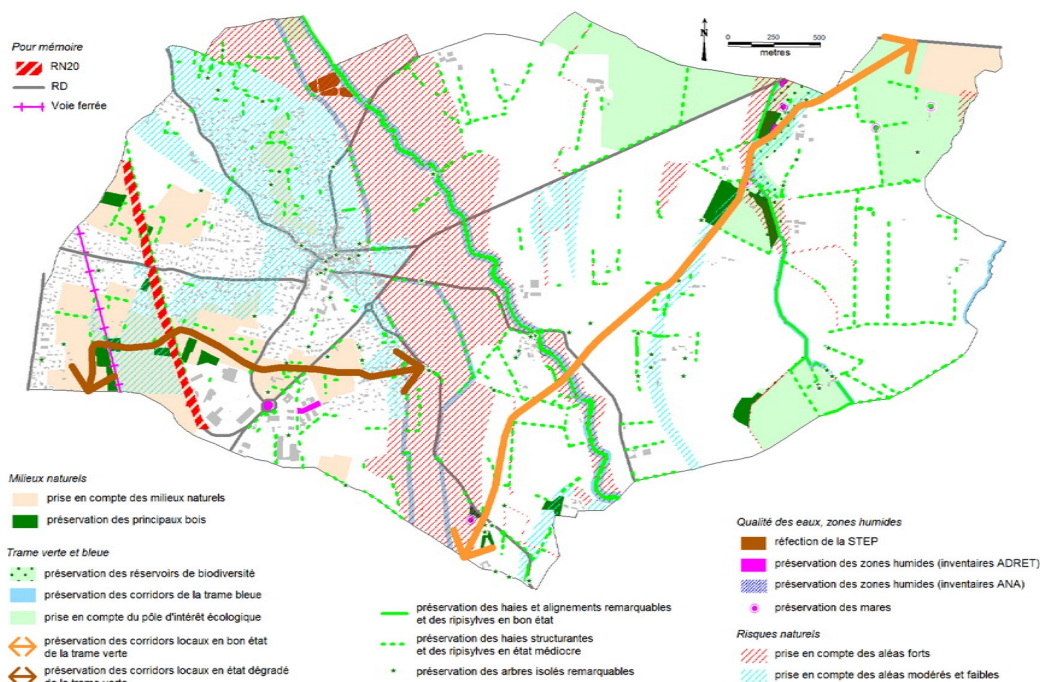 Pour mémoire
RN20
RD
Voie ferrée
N
0 250 500
metres
Milieux naturels
prise en compte des milieux naturels
préservation des principaux bois
Trame verte et bleue
préservation des réservoirs de biodiversité
préservation des corridors de la trame bleue
prise en compte du pôle d'intérêt écologique
préservation des corridors locaux en bon état
de la trame verte
préservation des corridors locaux en état dégradé
de la trame verte
préservation des haies et alignements remarquables
et des ripisylves en bon état
préservation des haies structurantes
et des ripisylves en état médiocre
préservation des arbres isolés remarquables
Qualité des eaux, zones humides
réfection de la STEP
préservation des zones humides (inventaires ADRET)
préservation des zones humides (inventaires ANA)
préservation des mares
Risques naturels
prise en compte des aléas forts
prise en compte des aléas modérés et faibles